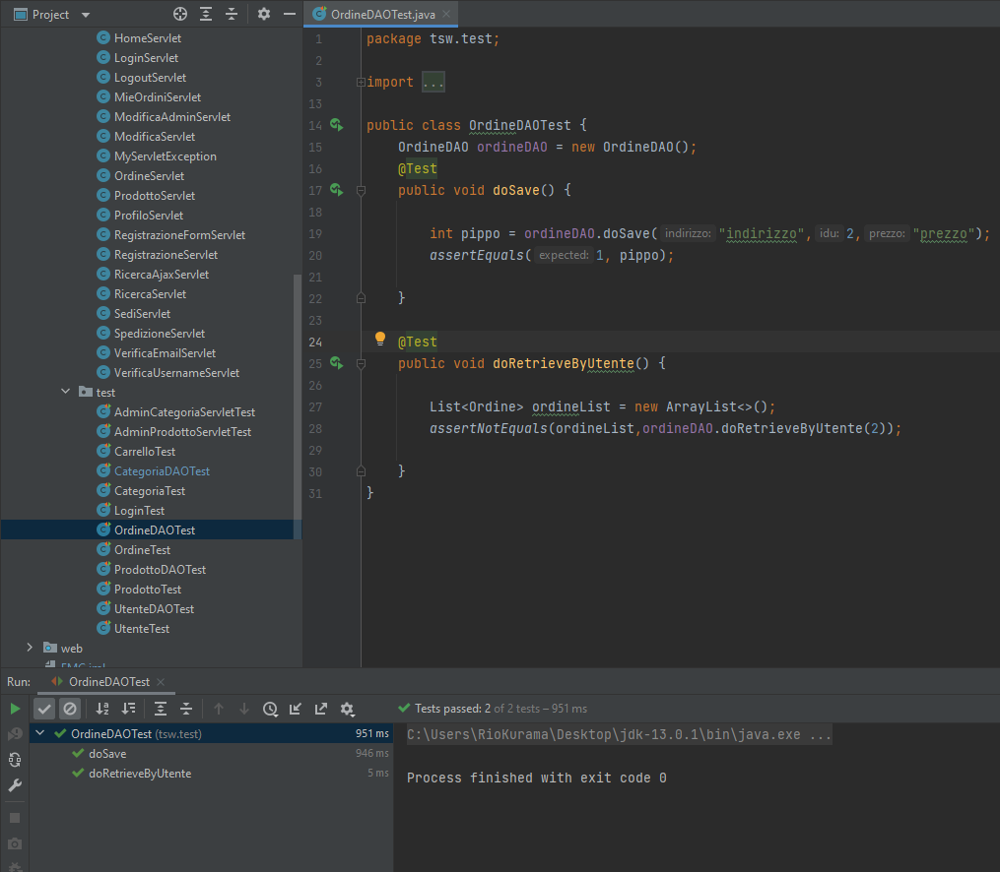 Project
OrdineDAOTest.java
HomeServlet
LoginServlet
LogoutServlet
MieOrdiniServlet
ModificaAdminServlet
ModificaServlet
MyServletException
OrdineServlet
ProdottoServlet
ProfiloServlet
RegistrazioneFormServlet
RegistrazioneServlet
RicercaAjaxServlet
RicercaServlet
SediServlet
SpedizioneServlet
VerificaEmailServlet
VerificaUsernameServlet
test
AdminCategoriaServletTest
AdminProdottoServletTest
CarrelloTest
CategoriaDAOTest
CategoriaTest
LoginTest
OrdineDAOTest
OrdineTest
ProdottoDAOTest
ProdottoTest
UtenteDAOTest
UtenteTest
web
1 package tsw.test;
2
3 import ...
13
14 public class OrdineDAOTest {
15 OrdineDAO ordineDAO = new OrdineDAO();
16 @Test
17 public void doSave() {
18
19 int pippo = ordineDAO.doSave( indirizzo: "indirizzo", idu: 2, prezzo: "prezzo");
20 assertEquals( expected: 1, pippo);
21
22 }
23
24 @Test
25 public void doRetrieveByUtente() {
26
27 List<Ordine> ordineList = new ArrayList<>();
28 assertNotEquals(ordineList,ordineDAO.doRetrieveByUtente(2));
29
30 }
31 }
Run: OrdineDAOTest
Tests passed: 2 of 2 tests – 951 ms
OrdineDAOTest (tsw.test) 951 ms
doSave 946 ms
doRetrieveByUtente 5 ms
C:\Users\RioKurama\Desktop\jdk-13.0.1\bin\java.exe ...
Process finished with exit code 0